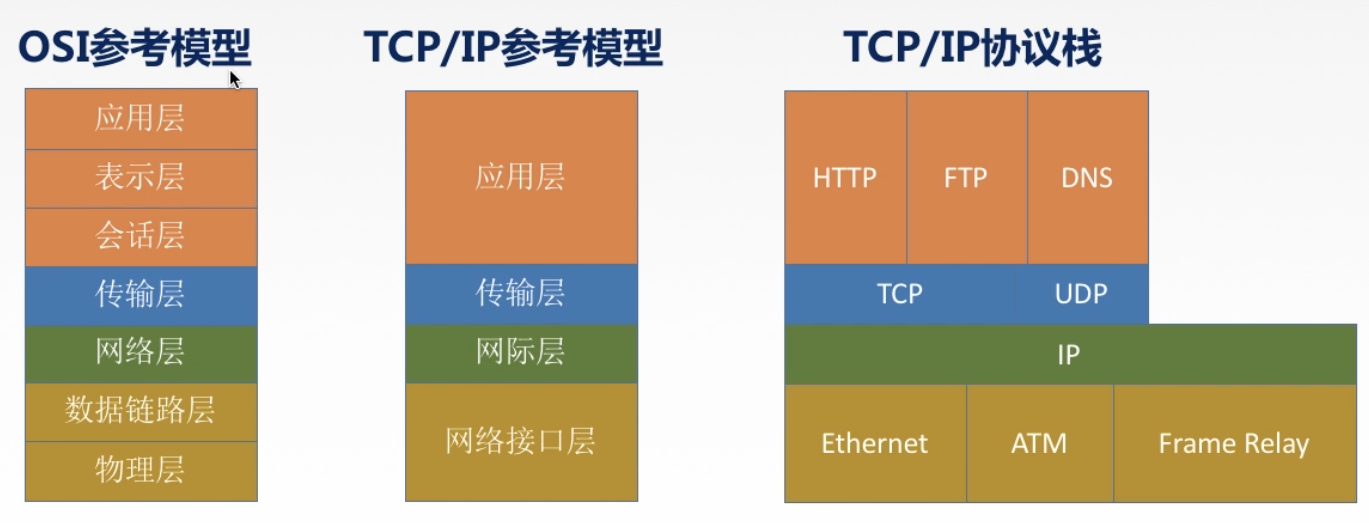 OSI参考模型
应用层
表示层
会话层
传输层
网络层
数据链路层
物理层
TCP/IP参考模型
应用层
传输层
网际层
网络接口层
TCP/IP协议栈
HTTP FTP DNS
TCP UDP
IP
Ethernet ATM Frame Relay